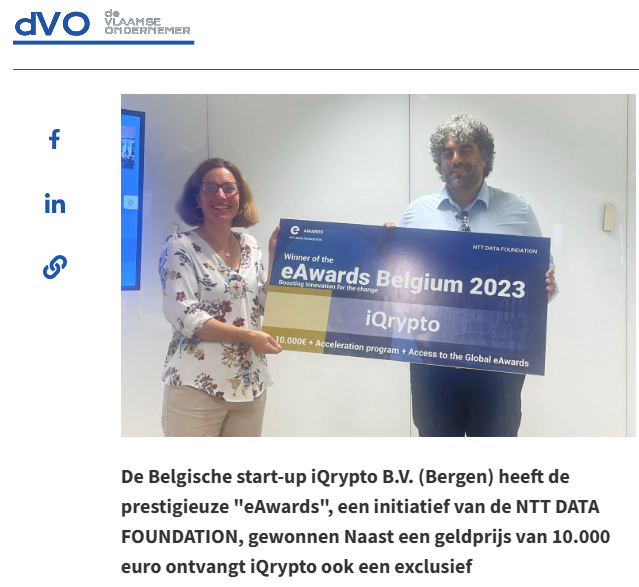 dVO de
VLAAMSE
ONDERNEMER
e AWARDS
NTT DATA FOUNDATION
NTT DATA FOUNDATION
Winner of the
eAwards Belgium 2023
Boosting Innovation for the change
iQrypto
10.000€ + Acceleration program + Access to the Global eAwards
De Belgische start-up iQrypto B.V. (Bergen) heeft de
prestigieuze "eAwards", een initiatief van de NTT DATA
FOUNDATION, gewonnen Naast een geldprijs van 10.000
euro ontvangt iQrypto ook een exclusief